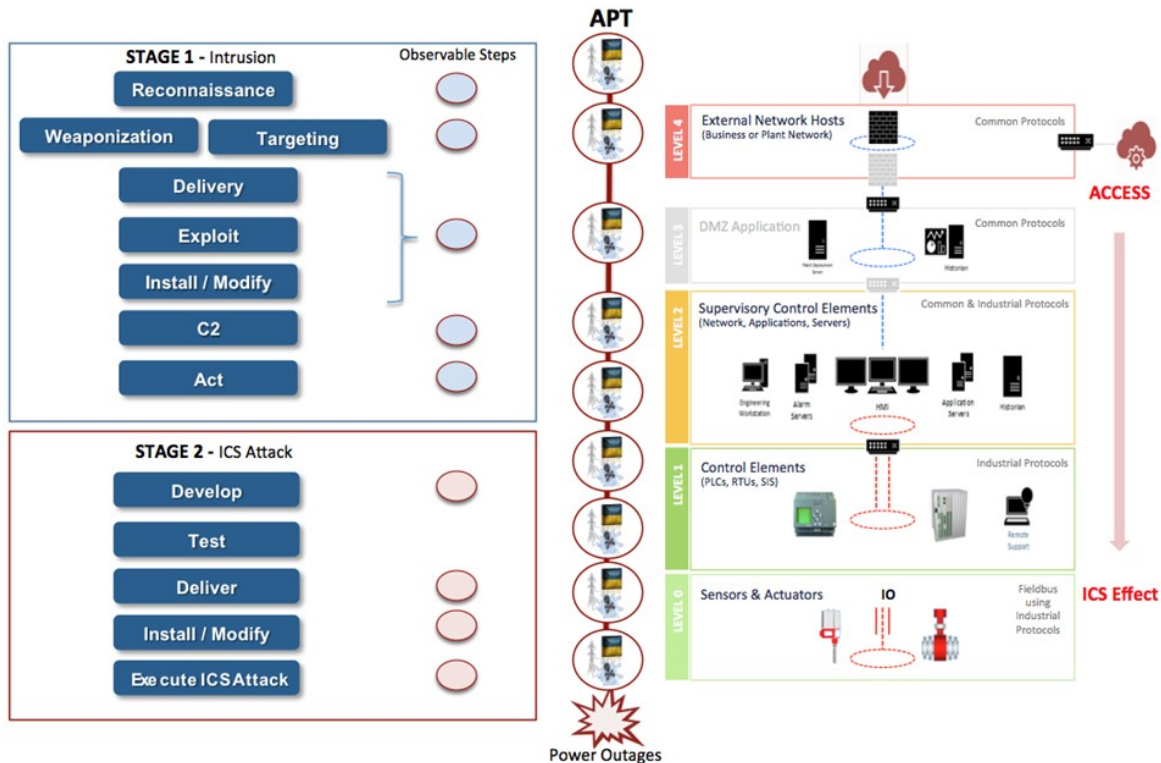 APT
STAGE 1 - Intrusion
Observable Steps
Reconnaissance
Weaponization
Targeting
Delivery
Exploit
Install / Modify
C2
Act
STAGE 2 - ICS Attack
Develop
Test
Deliver
Install / Modify
Execute ICS Attack
Power Outages
LEVEL 4
External Network Hosts
(Business or Plant Network)
Common Protocols
ACCESS
LEVEL 3
DMZ Application
Common Protocols
Server
Historian
LEVEL 2
Supervisory Control Elements
(Network, Applications, Servers)
Common & Industrial Protocols
Engineering
Workstation
Alarm
Servers
HMI
Application
Servers
Historian
LEVEL 1
Control Elements
(PLCs, RTUs, SIS)
Industrial Protocols
Remote
Support
LEVEL 0
Sensors & Actuators
IO
Fieldbus
using
Industrial
Protocols
ICS Effect